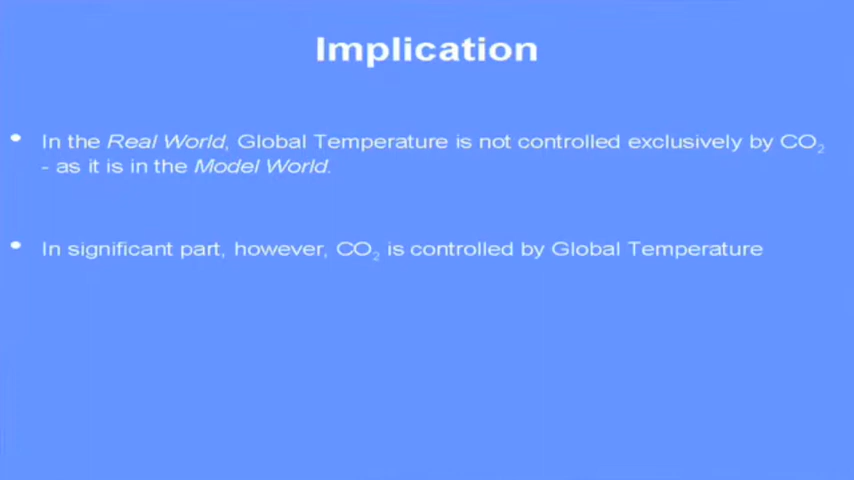 Implication
• In the Real World, Global Temperature is not controlled exclusively by CO₂
- as it is in the Model World.
• In significant part, however, CO₂ is controlled by Global Temperature